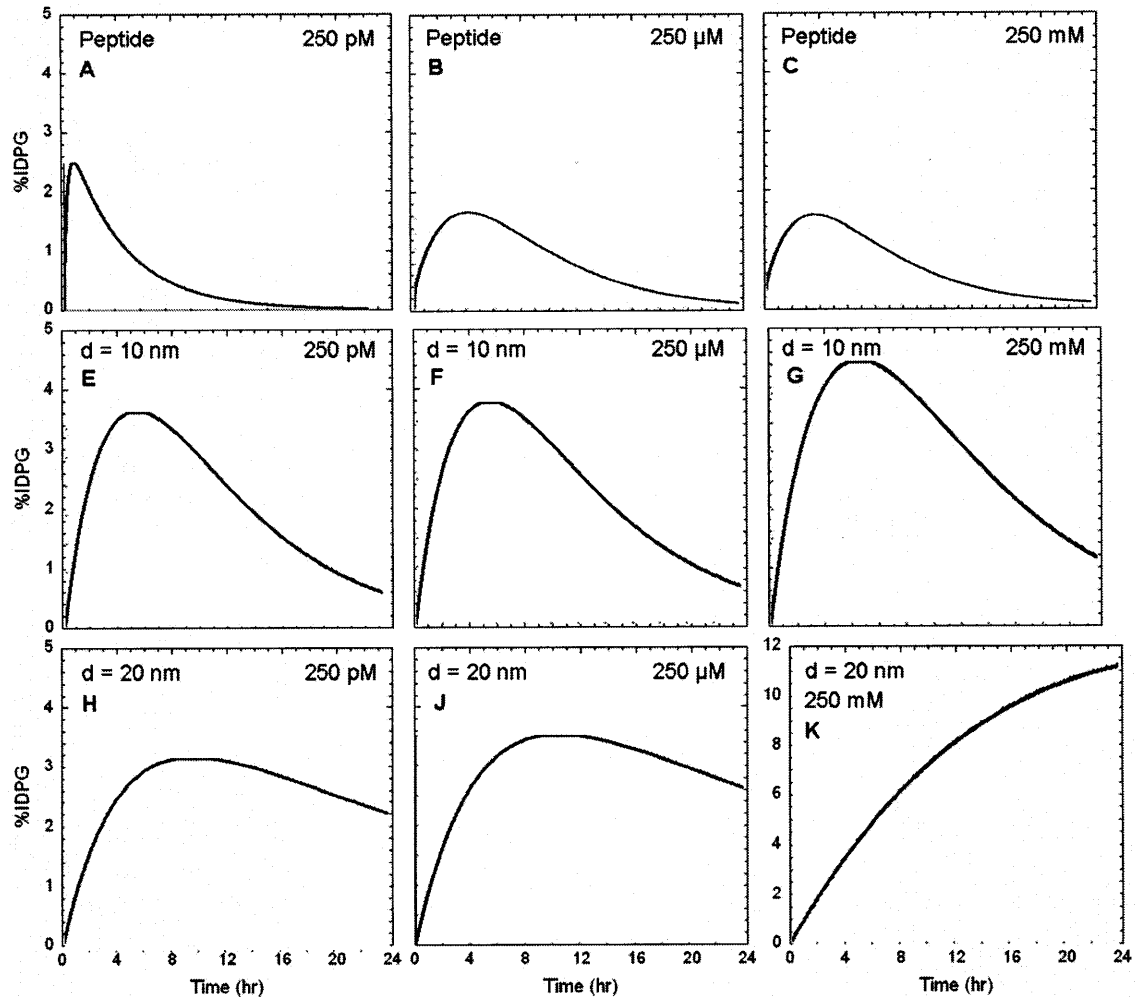 5
4
3
2
1
0
%IDPG
Peptide 250 pM
A
Peptide 250 µM
B
Peptide 250 mM
C
5
4
3
2
1
0
%IDPG
d = 10 nm 250 pM
E
d = 10 nm 250 µM
F
d = 10 nm 250 mM
G
5
4
3
2
1
0
%IDPG
d = 20 nm 250 pM
H
0 4 8 12 16 20 24
Time (hr)
d = 20 nm 250 µM
J
0 4 8 12 16 20 24
Time (hr)
12
10
8
6
4
2
0
d = 20 nm
250 mM
K
0 4 8 12 16 20 24
Time (hr)